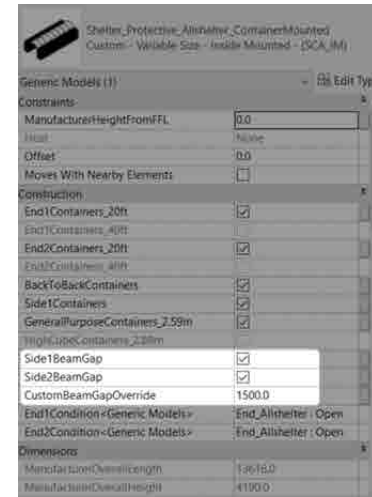 Shelter_Protective_Allshelter_ContainerMounted
Custom - Variable Size - Inside Mounted - (SCA_IM)
Generic Models (1)
Edit Typ
Constraints
ManufacturerHeightFromFFL 0.0
Host None
Offset 0.0
Moves With Nearby Elements
Construction
End1Containers_20ft
End1Containers_40ft
End2Containers_20ft
End2Containers_40ft
BackToBackContainers
Side1Containers
GeneralPurposeContainers_2.59m
HighCubeContainers_2.89m
Side1BeamGap
Side2BeamGap
CustomBeamGapOverride 1500.0
End1Condition<Generic Models> End_Allshelter : Open
End2Condition<Generic Models> End_Allshelter : Open
Dimensions
ManufacturerOverallLength 13618.0
ManufacturerOverallHeight 4190.0